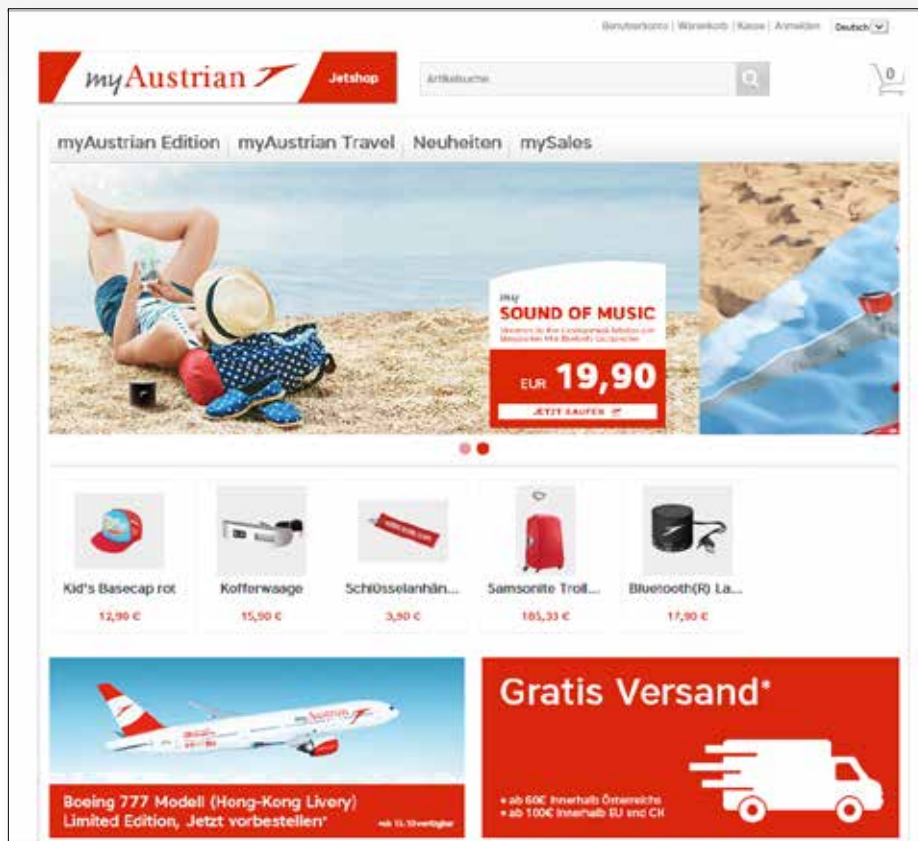 Benutzerkonto | Warenkorb | Kasse | Anmelden Deutsch
myAustrian Jetshop
Artikelsuche
0
myAustrian Edition myAustrian Travel Neuheiten mySales
my
SOUND OF MUSIC
EUR 19,90
JETZT KAUFEN
Kid's Basecap rot
12,90 €
Kofferwaage
15,90 €
Schlüsselanhän...
3,90 €
Samsonite Troll...
185,33 €
Bluetooth(R) La...
17,90 €
myAustrian
Boeing 777 Modell (Hong-Kong Livery)
Limited Edition, Jetzt vorbestellen*
Gratis Versand*
• ab 60€ innerhalb Österreichs
• ab 100€ innerhalb EU und CH